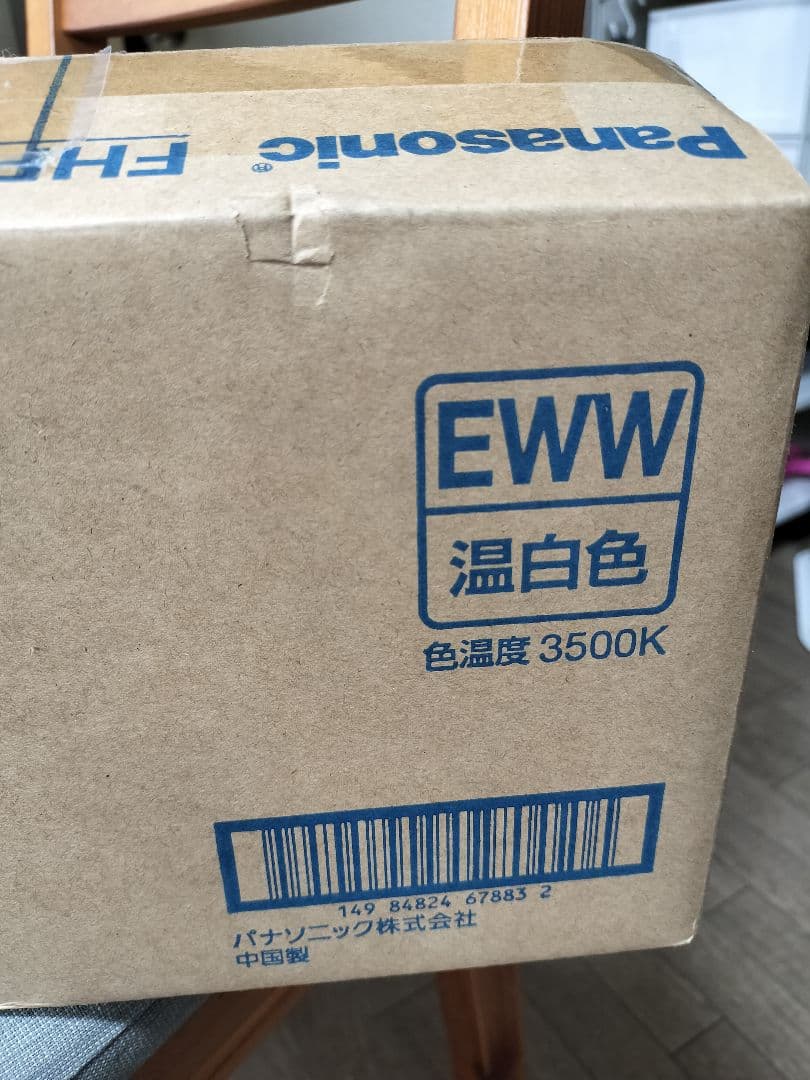 Panasonic®
EWW
温白色
色温度 3500K
149 84824 67883 2
パナソニック株式会社
中国製